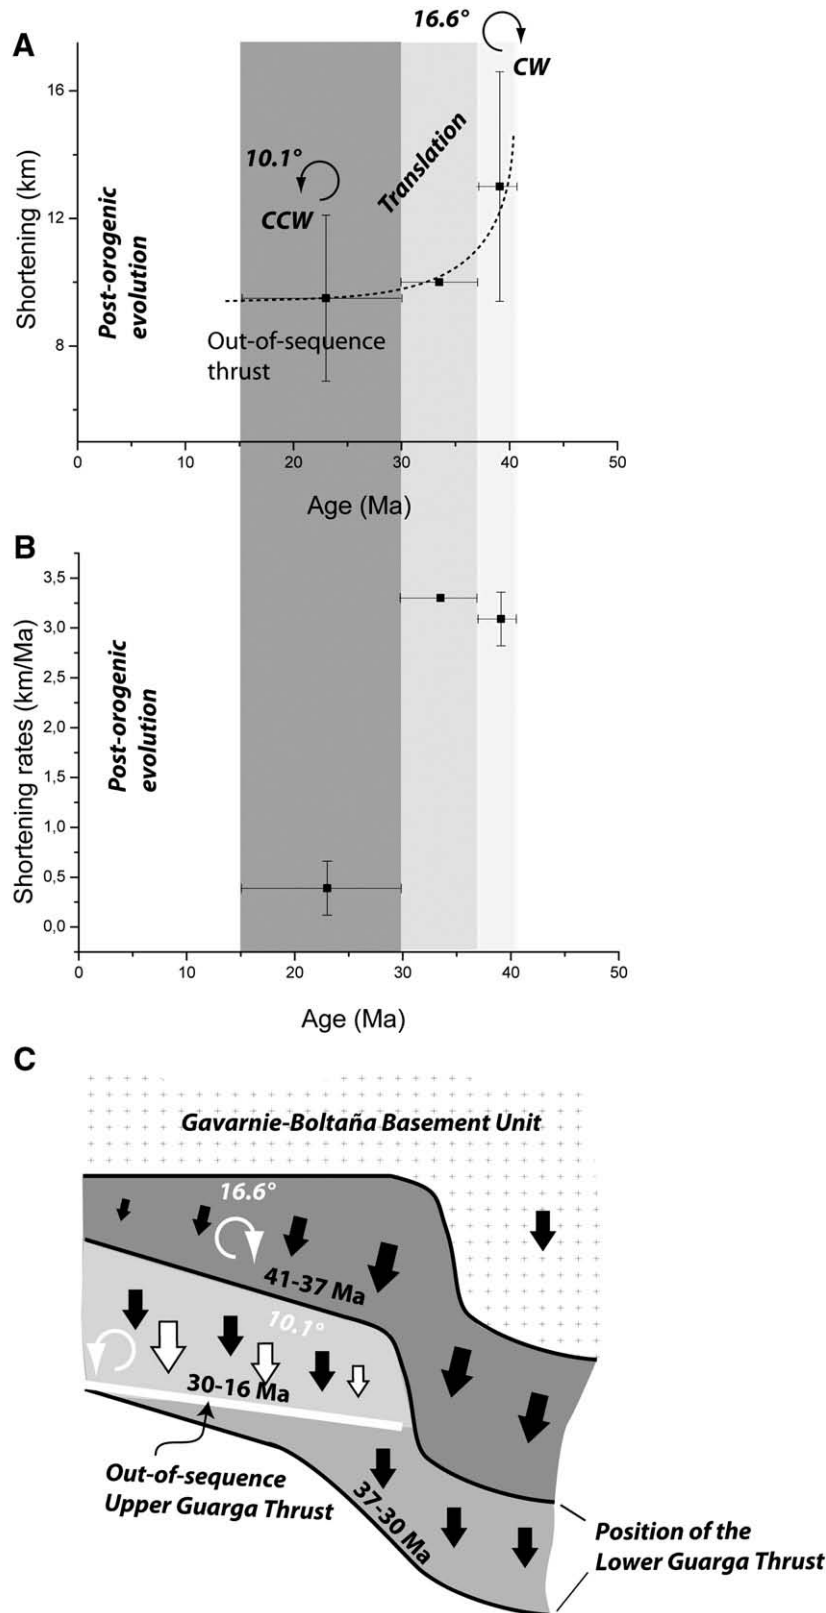 16.6°
CW
A
Shortening (km)
16
12
8
Post-orogenic
evolution
10.1°
CCW
Translation
Out-of-sequence
thrust
0
10
20
30
40
50
Age (Ma)
B
Shortening rates (km/Ma)
3,5
3,0
2,5
2,0
1,5
1,0
0,5
0,0
Post-orogenic
evolution
0
10
20
30
40
50
Age (Ma)
C
Gavarnie-Boltaña Basement Unit
16.6°
41-37 Ma
10.1°
30-16 Ma
37-30 Ma
Out-of-sequence
Upper Guarga Thrust
Position of the
Lower Guarga Thrust